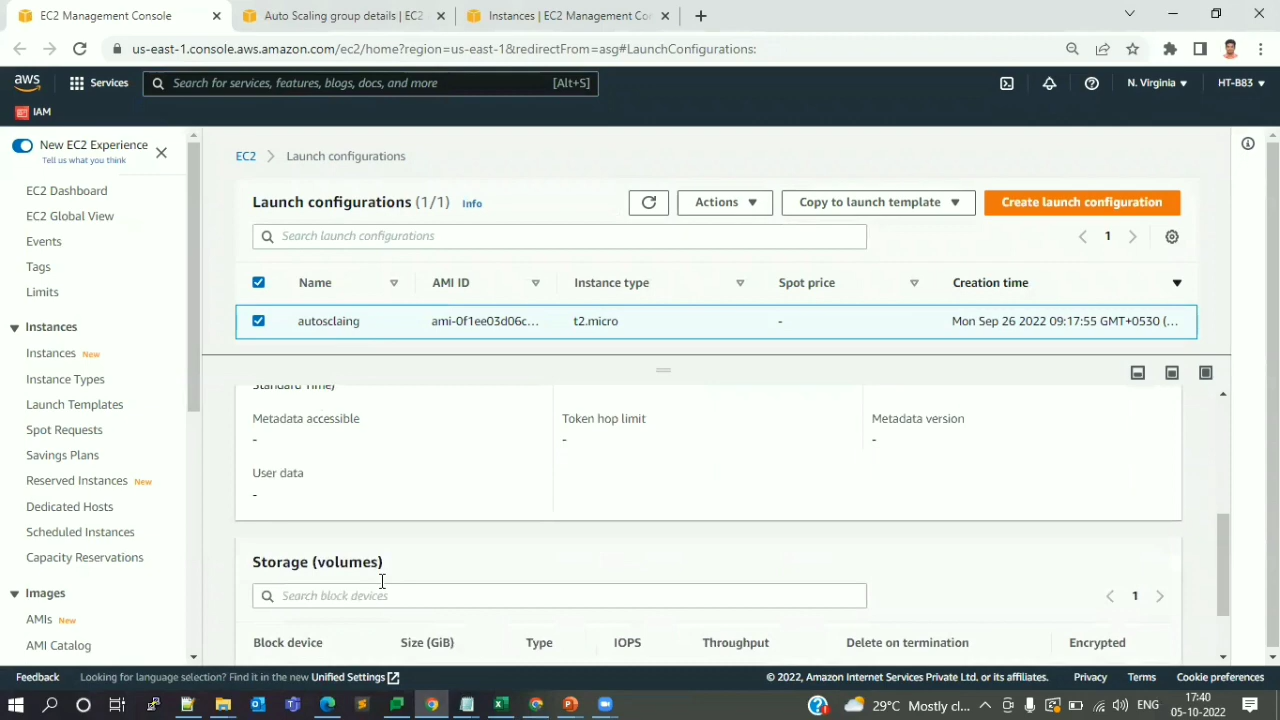 EC2 Management Console
Auto Scaling group details | EC2
Instances | EC2 Management Con
us-east-1.console.aws.amazon.com/ec2/home?region=us-east-1&redirectFrom=asg#LaunchConfigurations:
aws
Services
Search for services, features, blogs, docs, and more
[Alt+S]
N. Virginia
HT-B83
IAM
New EC2 Experience
Tell us what you think
EC2 Dashboard
EC2 Global View
Events
Tags
Limits
Instances
Instances New
Instance Types
Launch Templates
Spot Requests
Savings Plans
Reserved Instances New
Dedicated Hosts
Scheduled Instances
Capacity Reservations
Images
AMIs New
AMI Catalog
EC2
Launch configurations
Launch configurations (1/1) Info
Actions
Copy to launch template
Create launch configuration
Search launch configurations
1
Name
AMI ID
Instance type
Spot price
Creation time
autosclaing
ami-0f1ee03d06c...
t2.micro
-
Mon Sep 26 2022 09:17:55 GMT+0530 (...
Standard Time)
Metadata accessible
Token hop limit
Metadata version
-
-
-
User data
-
Storage (volumes)
Search block devices
1
Block device
Size (GiB)
Type
IOPS
Throughput
Delete on termination
Encrypted
Feedback
Looking for language selection? Find it in the new Unified Settings
© 2022, Amazon Internet Services Private Ltd. or its affiliates.
Privacy
Terms
Cookie preferences
29°C Mostly cl...
ENG
17:40
05-10-2022